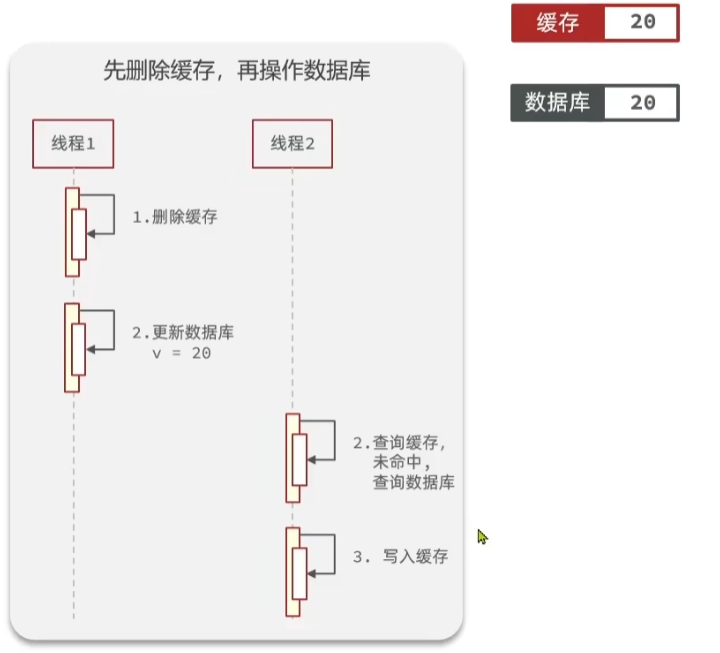 缓存 20
先删除缓存，再操作数据库
数据库 20
线程1
线程2
1.删除缓存
2.更新数据库
v = 20
2.查询缓存，
未命中，
查询数据库
3. 写入缓存